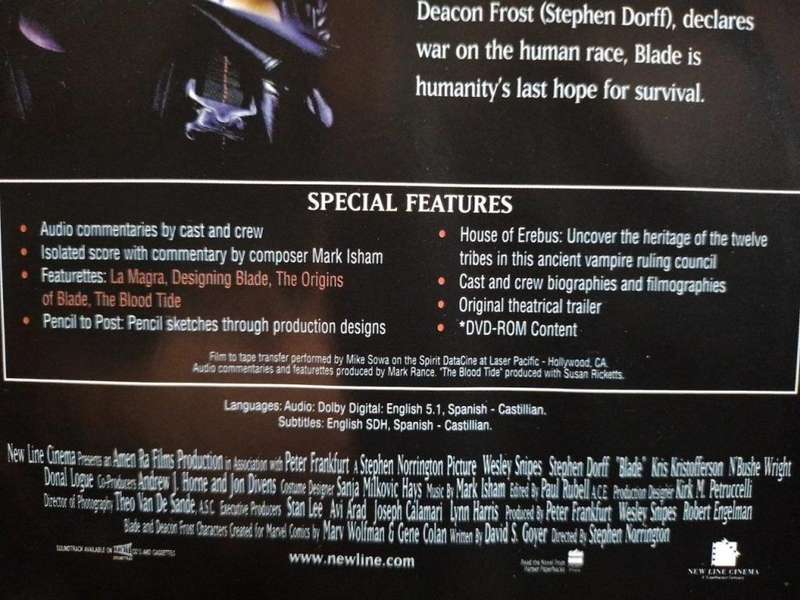 Deacon Frost (Stephen Dorff), declares
war on the human race, Blade is
humanity's last hope for survival.
SPECIAL FEATURES
• Audio commentaries by cast and crew
• Isolated score with commentary by composer Mark Isham
• Featurettes: La Magra, Designing Blade, The Origins
of Blade, The Blood Tide
• Pencil to Post: Pencil sketches through production designs
• House of Erebus: Uncover the heritage of the twelve
tribes in this ancient vampire ruling council
• Cast and crew biographies and filmographies
• Original theatrical trailer
• *DVD-ROM Content
Film to tape transfer performed by Mike Sowa on the Spirit DataCine at Laser Pacific - Hollywood, CA.
Audio commentaries and featurettes produced by Mark Rance. "The Blood Tide" produced with Susan Ricketts.
Languages: Audio: Dolby Digital: English 5.1, Spanish - Castillian.
Subtitles: English SDH, Spanish - Castillian.
New Line Cinema Presents an Amen Ra Films Production in Association with Peter Frankfurt A Stephen Norrington Picture Wesley Snipes Stephen Dorff "Blade" Kris Kristofferson N'Bushe Wright
Donal Logue Co-Producers Andrew J. Horne and Jon Divens Costume Designer Sanja Milkovic Hays Music By Mark Isham Edited By Paul Rubell A.C.E. Production Designer Kirk M. Petruccelli
Director of Photography Theo Van De Sande, A.S.C. Executive Producers Stan Lee Avi Arad Joseph Calamari Lynn Harris Produced By Peter Frankfurt Wesley Snipes Robert Engelman
Blade and Deacon Frost Characters Created for Marvel Comics by Marv Wolfman & Gene Colan Written By David S. Goyer Directed By Stephen Norrington
SOUNDTRACK AVAILABLE ON CD'S AND CASSETTES
www.newline.com
Read the Novel From
Harper Paperbacks
NEW LINE CINEMA